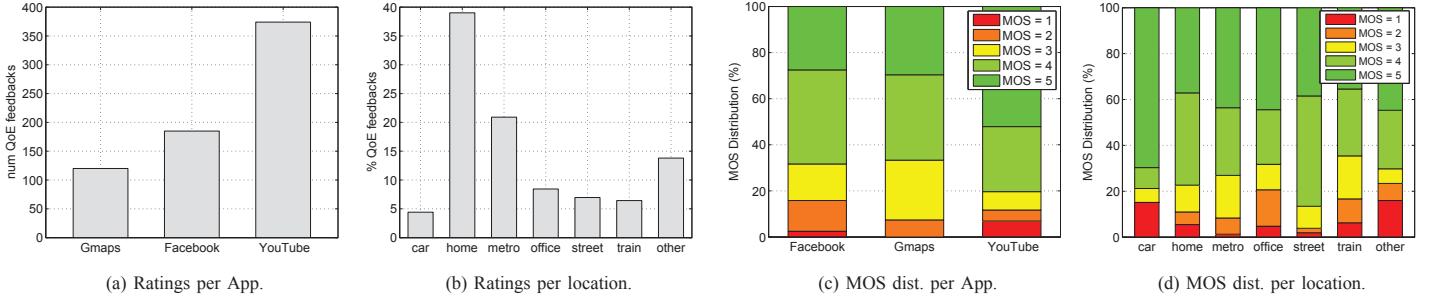 400
350
300
250
200
150
100
50
0
num QoE feedbacks
Gmaps Facebook YouTube
(a) Ratings per App.
40
35
30
25
20
15
10
5
0
% QoE feedbacks
car home metro office street train other
(b) Ratings per location.
100
80
60
40
20
0
MOS Distribution (%)
MOS = 1
MOS = 2
MOS = 3
MOS = 4
MOS = 5
Facebook Gmaps YouTube
(c) MOS dist. per App.
100
80
60
40
20
0
MOS Distribution (%)
MOS = 1
MOS = 2
MOS = 3
MOS = 4
MOS = 5
car home metro office street train other
(d) MOS dist. per location.